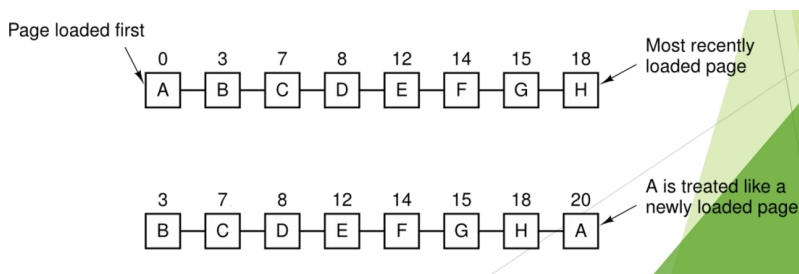 Page loaded first
0 3 7 8 12 14 15 18
A B C D E F G H
Most recently
loaded page
3 7 8 12 14 15 18 20
B C D E F G H A
A is treated like a
newly loaded page